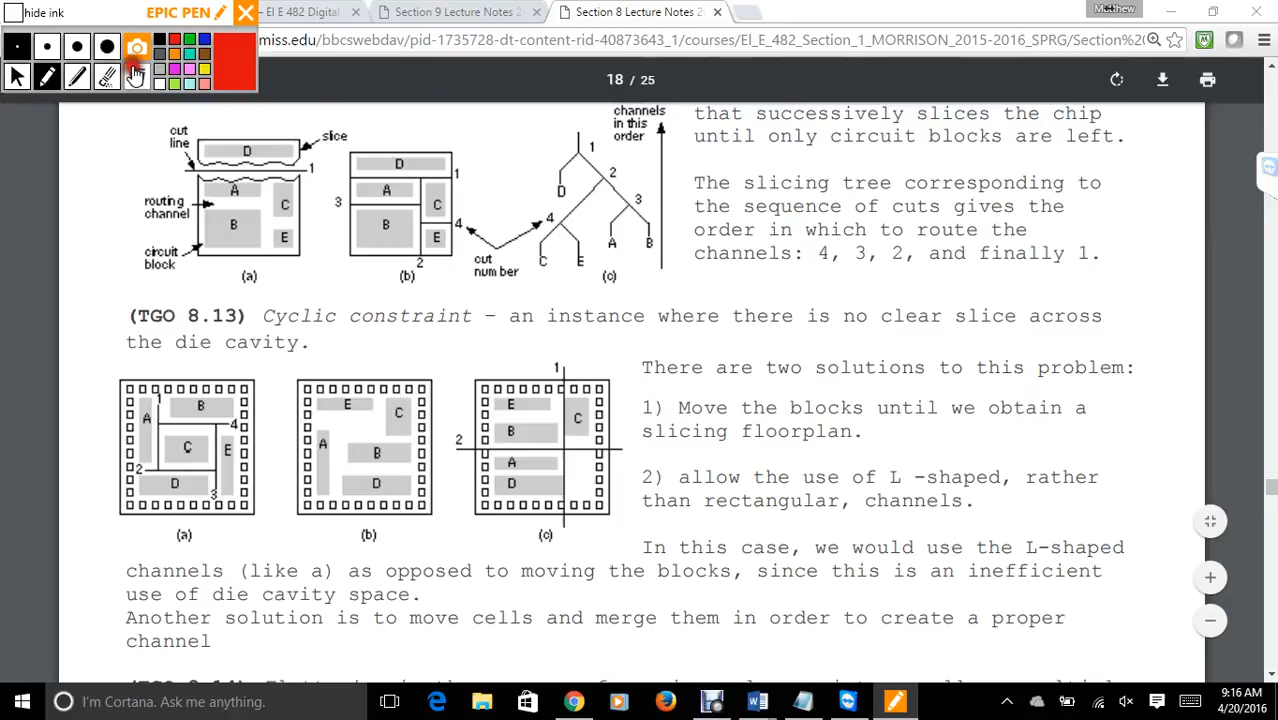 hide ink
EPIC PEN
El E 482 Digital
Section 9 Lecture Notes 2
Section 8 Lecture Notes 2
Matthew
miss.edu/bbcswebdav/pid-1735728-dt-content-rid-40873643_1/courses/El_E_482_Section_1_MORRISON_2015-2016_SPRG/Section%20
18 / 25
that successively slices the chip
until only circuit blocks are left.
The slicing tree corresponding to
the sequence of cuts gives the
order in which to route the
channels: 4, 3, 2, and finally 1.
cut
line
slice
D
1
routing
channel
A
B
C
E
circuit
block
(a)
D
1
3
A
C
B
4
E
2
(b)
cut
number
channels
in this
order
1
2
D
3
4
A
B
C
E
(c)
(TGO 8.13) Cyclic constraint – an instance where there is no clear slice across
the die cavity.
1
B
A
4
C
E
2
D
3
(a)
E
C
A
B
D
(b)
1
E
C
B
2
A
D
(c)
There are two solutions to this problem:
1) Move the blocks until we obtain a
slicing floorplan.
2) allow the use of L -shaped, rather
than rectangular, channels.
In this case, we would use the L-shaped
channels (like a) as opposed to moving the blocks, since this is an inefficient
use of die cavity space.
Another solution is to move cells and merge them in order to create a proper
channel
I'm Cortana. Ask me anything.
9:16 AM
4/20/2016